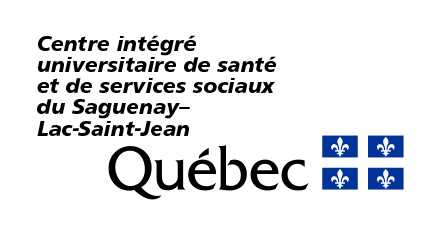 Centre intégré
universitaire de santé
et de services sociaux
du Saguenay–
Lac-Saint-Jean
Québec